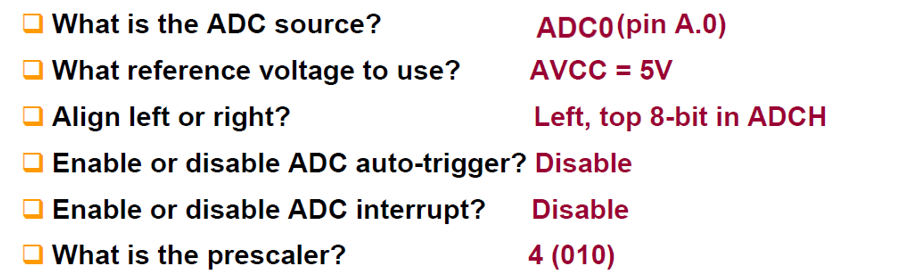 What is the ADC source? ADC0 (pin A.0)
What reference voltage to use? AVCC = 5V
Align left or right? Left, top 8-bit in ADCH
Enable or disable ADC auto-trigger? Disable
Enable or disable ADC interrupt? Disable
What is the prescaler? 4 (010)